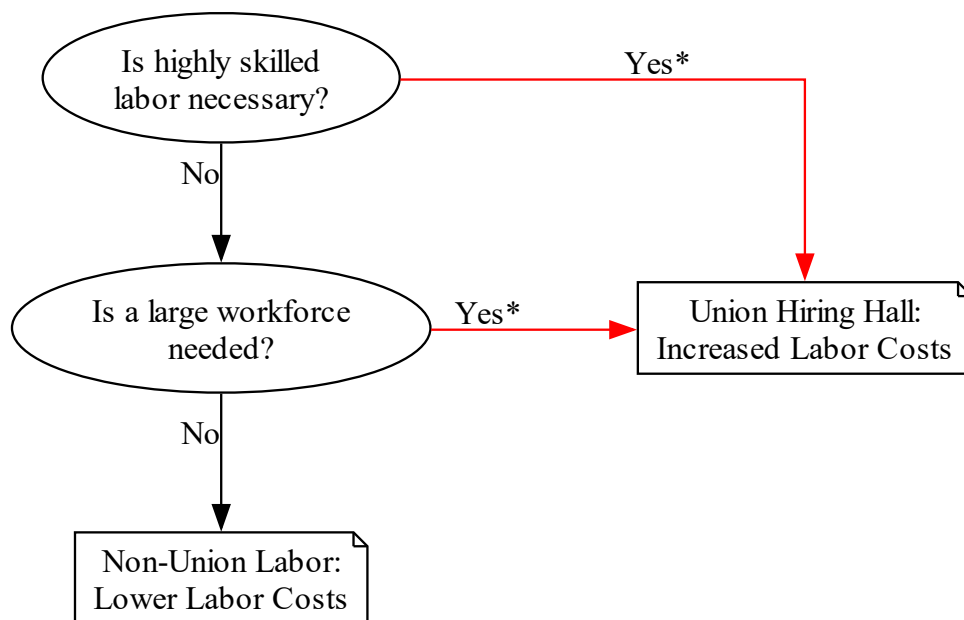 Is highly skilled
labor necessary?
Yes*
No
Is a large workforce
needed?
Yes*
Union Hiring Hall:
Increased Labor Costs
No
Non-Union Labor:
Lower Labor Costs